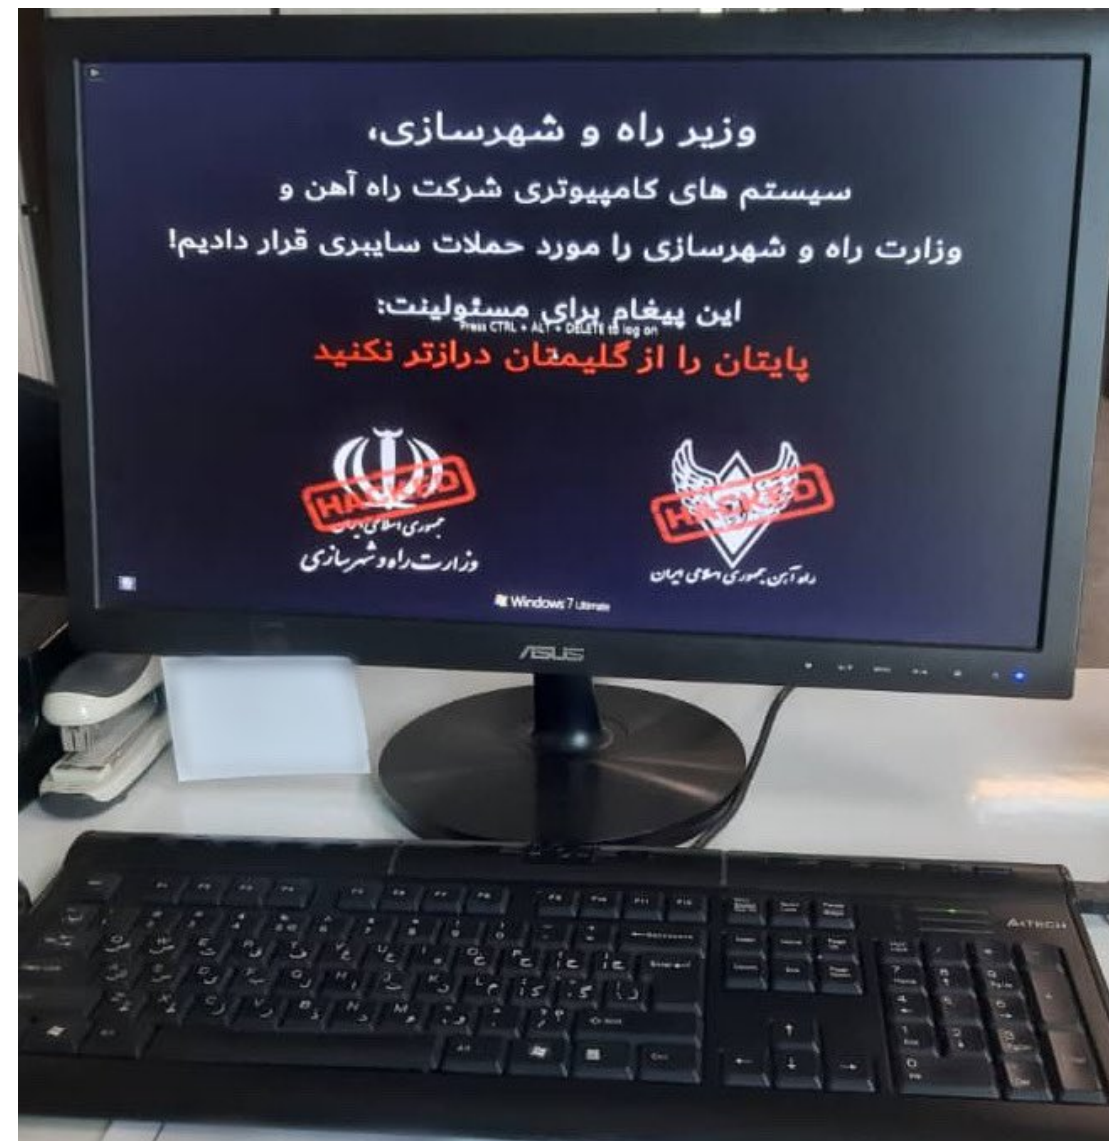 وزیر راه و شهرسازی،
سیستم های کامپیوتری شرکت راه آهن و
وزارت راه و شهرسازی را مورد حملات سایبری قرار دادیم!
این پیغام برای مسئولینت:
Press CTRL + ALT + DELETE to log on
پایتان را از گلیمتان درازتر نکنید
HACKED
HACKED
جمهوری اسلامی ایران
وزارت راه و شهرسازی
راه آهن جمهوری اسلامی ایران
Windows 7 Ultimate
ASUS
A4TECH